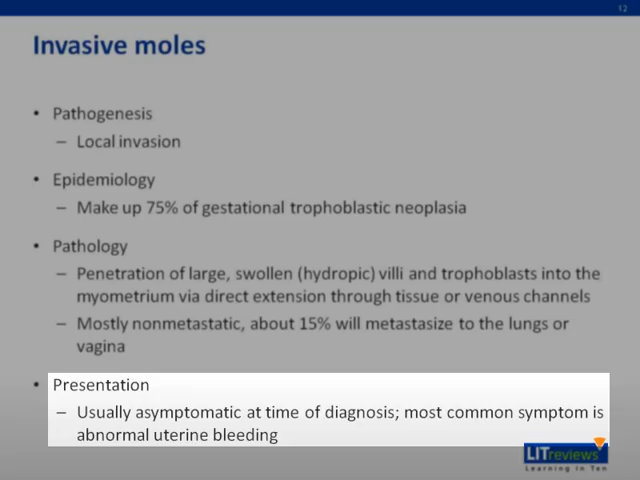 12
Invasive moles
• Pathogenesis
– Local invasion
• Epidemiology
– Make up 75% of gestational trophoblastic neoplasia
• Pathology
– Penetration of large, swollen (hydropic) villi and trophoblasts into the
myometrium via direct extension through tissue or venous channels
– Mostly nonmetastatic, about 15% will metastasize to the lungs or
vagina
• Presentation
– Usually asymptomatic at time of diagnosis; most common symptom is
abnormal uterine bleeding
LITreviews
Learning in Ten